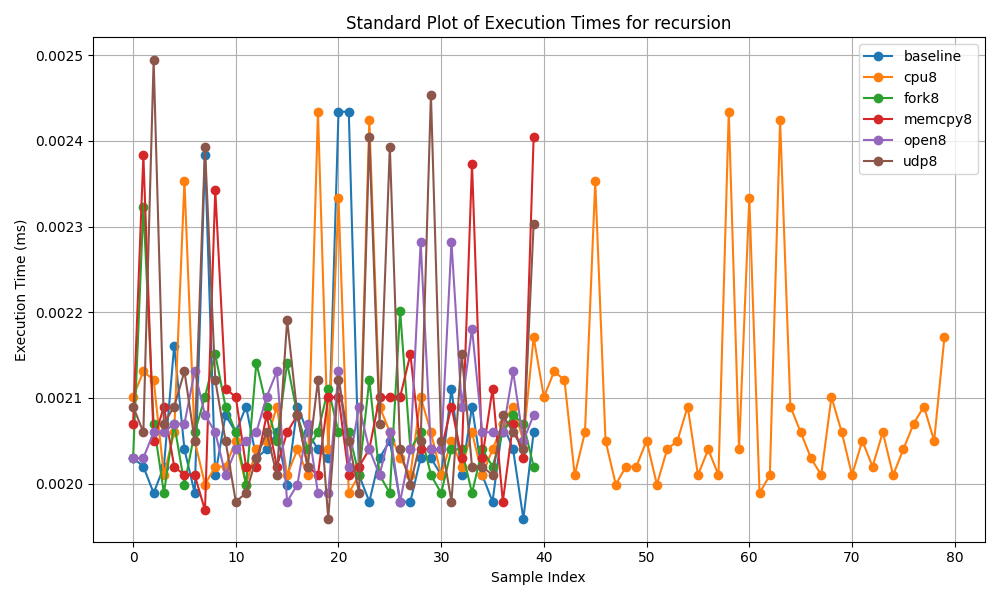 Standard Plot of Execution Times for recursion
0.0025
0.0024
0.0023
0.0022
0.0021
0.0020
Execution Time (ms)
baseline
cpu8
fork8
memcpy8
open8
udp8
0 10 20 30 40 50 60 70 80
Sample Index